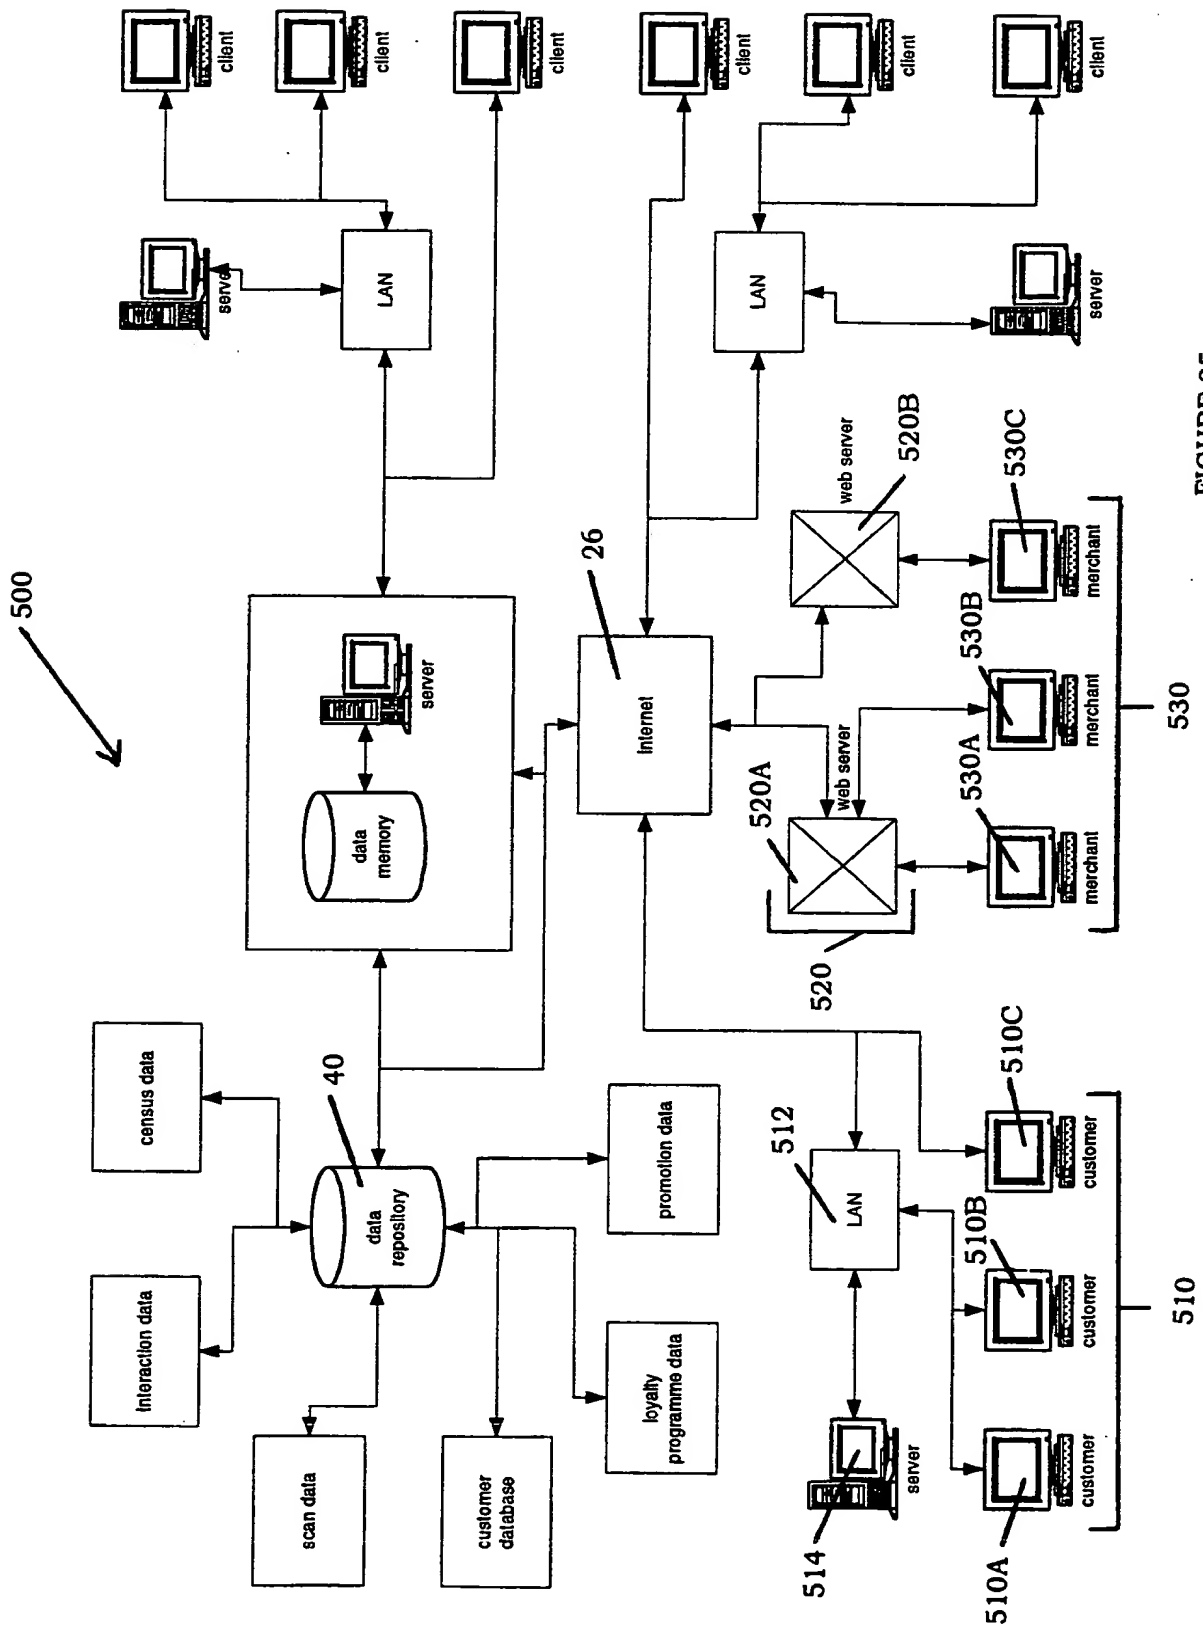 500
interaction data
census data
scan data
data
repository
40
customer
database
loyalty
programme data
promotion data
data
memory
server
server
LAN
client
client
client
Internet
26
LAN
server
client
client
client
514
server
LAN
512
510A
customer
510B
customer
510C
customer
510
520
520A
web server
520B
web server
530A
merchant
530B
merchant
530C
merchant
530